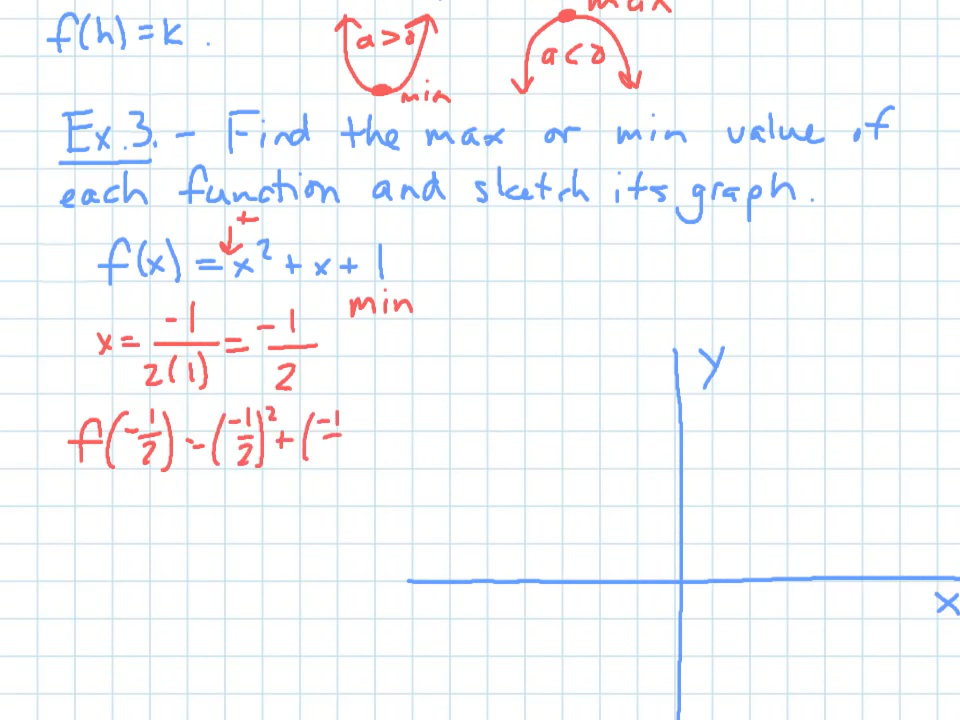 max
f(h) = k .
a > 0
a < 0
min
Ex.3. - Find the max or min value of
each function and sketch its graph.
+
f(x) = x² + x + 1
min
x = -1/2(1) = -1/2
f(-1/2) = (-1/2)² + (-1/
y
x